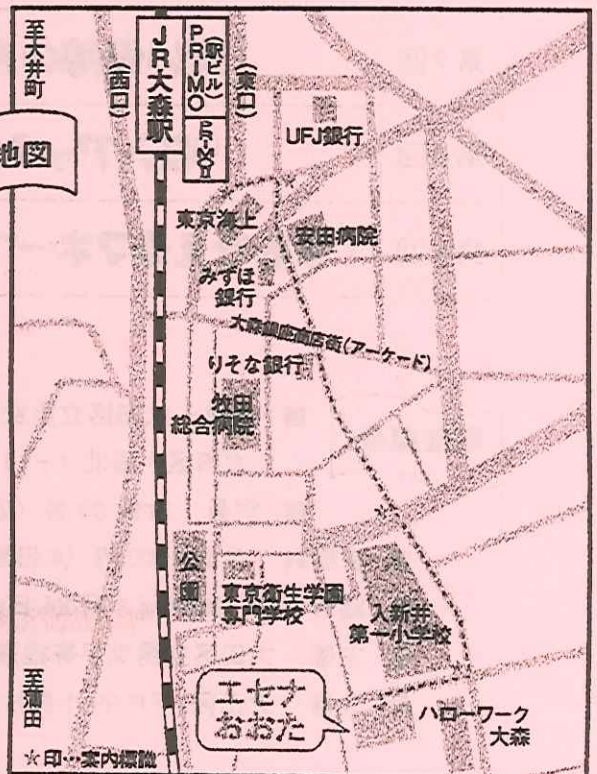 至大井町
(西口)
JR大森駅
(駅ビル)
PRIMO
PRIMOⅡ
(東口)
UFJ銀行
地図
東京海上
安田病院
みずほ
銀行
大森銀座商店街(アーケード)
りそな銀行
牧田
総合病院
公園
東京衛生学園
専門学校
入新井
第一小学校
至蒲田
エセナ
おおた
ハローワーク
大森
☆印…案内標識